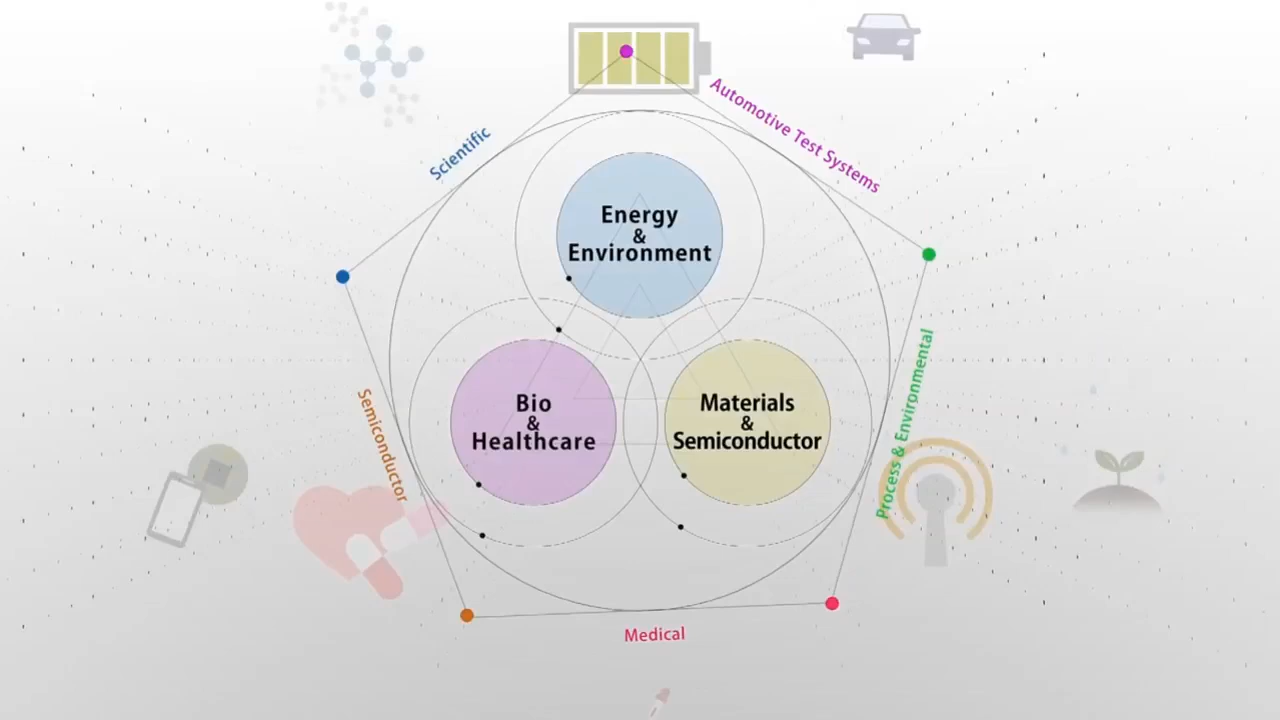 Automotive Test Systems
Scientific
Energy
&
Environment
Process & Environmental
Semiconductor
Bio
&
Healthcare
Materials
&
Semiconductor
Medical